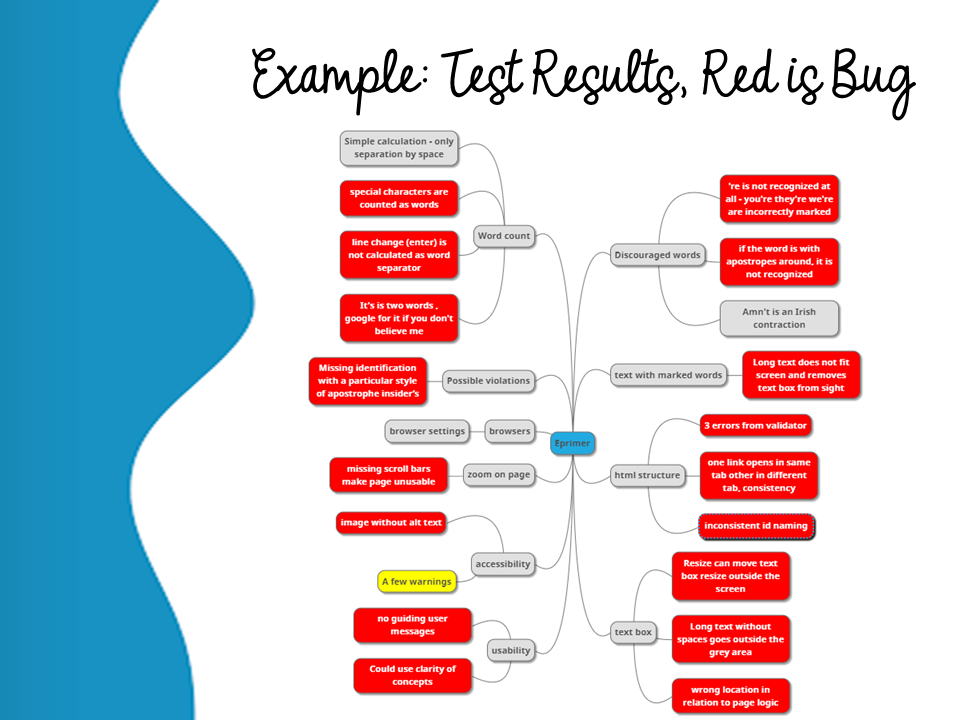 Example: Test Results, Red is Bug
Simple calculation - only
separation by space
special characters are
counted as words
line change (enter) is
not calculated as word
separator
It's is two words ,
google for it if you don't
believe me
Word count
Missing identification
with a particular style
of apostrophe insider's
Possible violations
browser settings
browsers
missing scroll bars
make page unusable
zoom on page
image without alt text
A few warnings
accessibility
no guiding user
messages
Could use clarity of
concepts
usability
Eprimer
Discouraged words
're is not recognized at
all - you're they're we're
are incorrectly marked
if the word is with
apostropes around, it is
not recognized
Amn't is an Irish
contraction
text with marked words
Long text does not fit
screen and removes
text box from sight
html structure
3 errors from validator
one link opens in same
tab other in different
tab, consistency
inconsistent id naming
text box
Resize can move text
box resize outside the
screen
Long text without
spaces goes outside the
grey area
wrong location in
relation to page logic